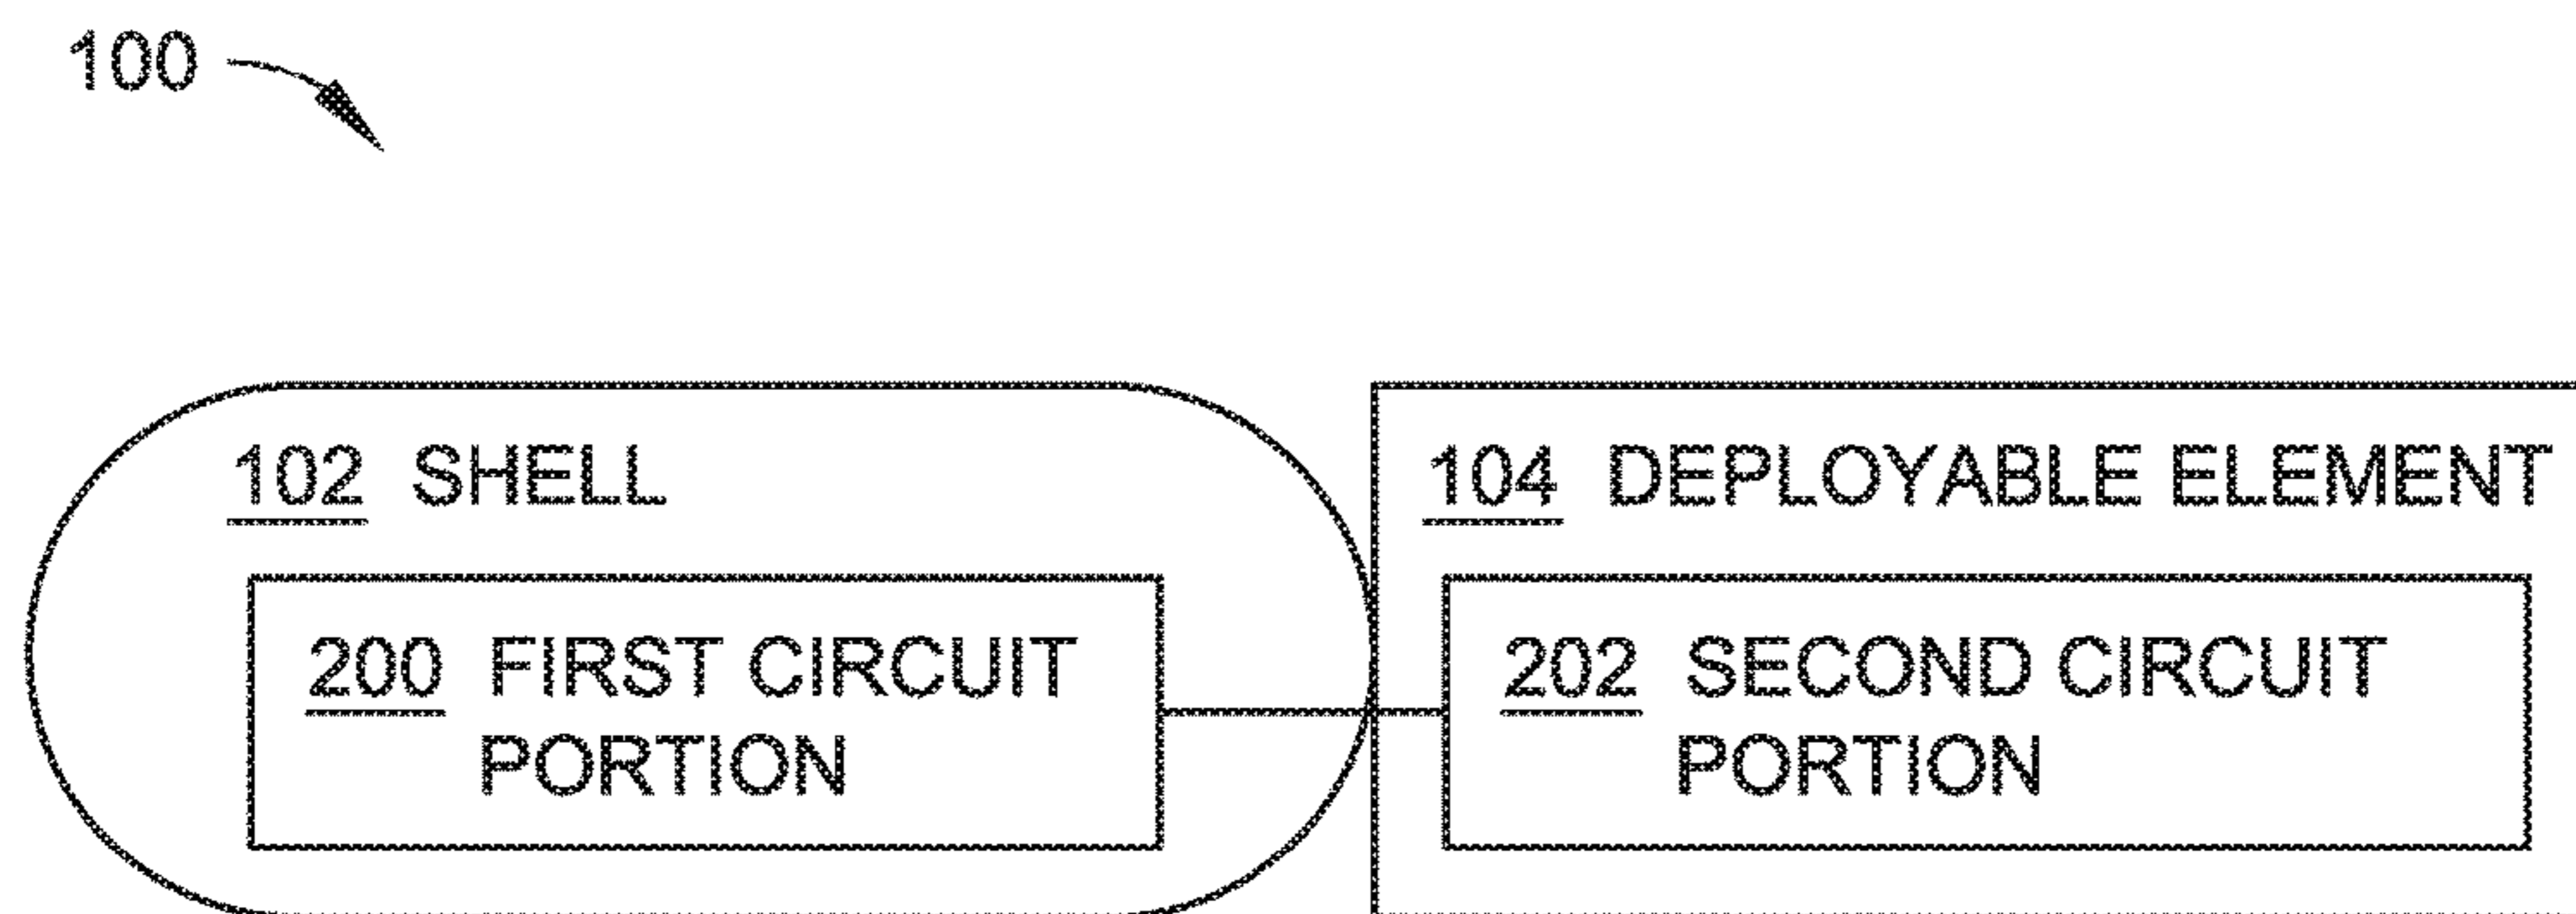 100
102 SHELL
104 DEPLOYABLE ELEMENT
200 FIRST CIRCUIT
PORTION
202 SECOND CIRCUIT
PORTION